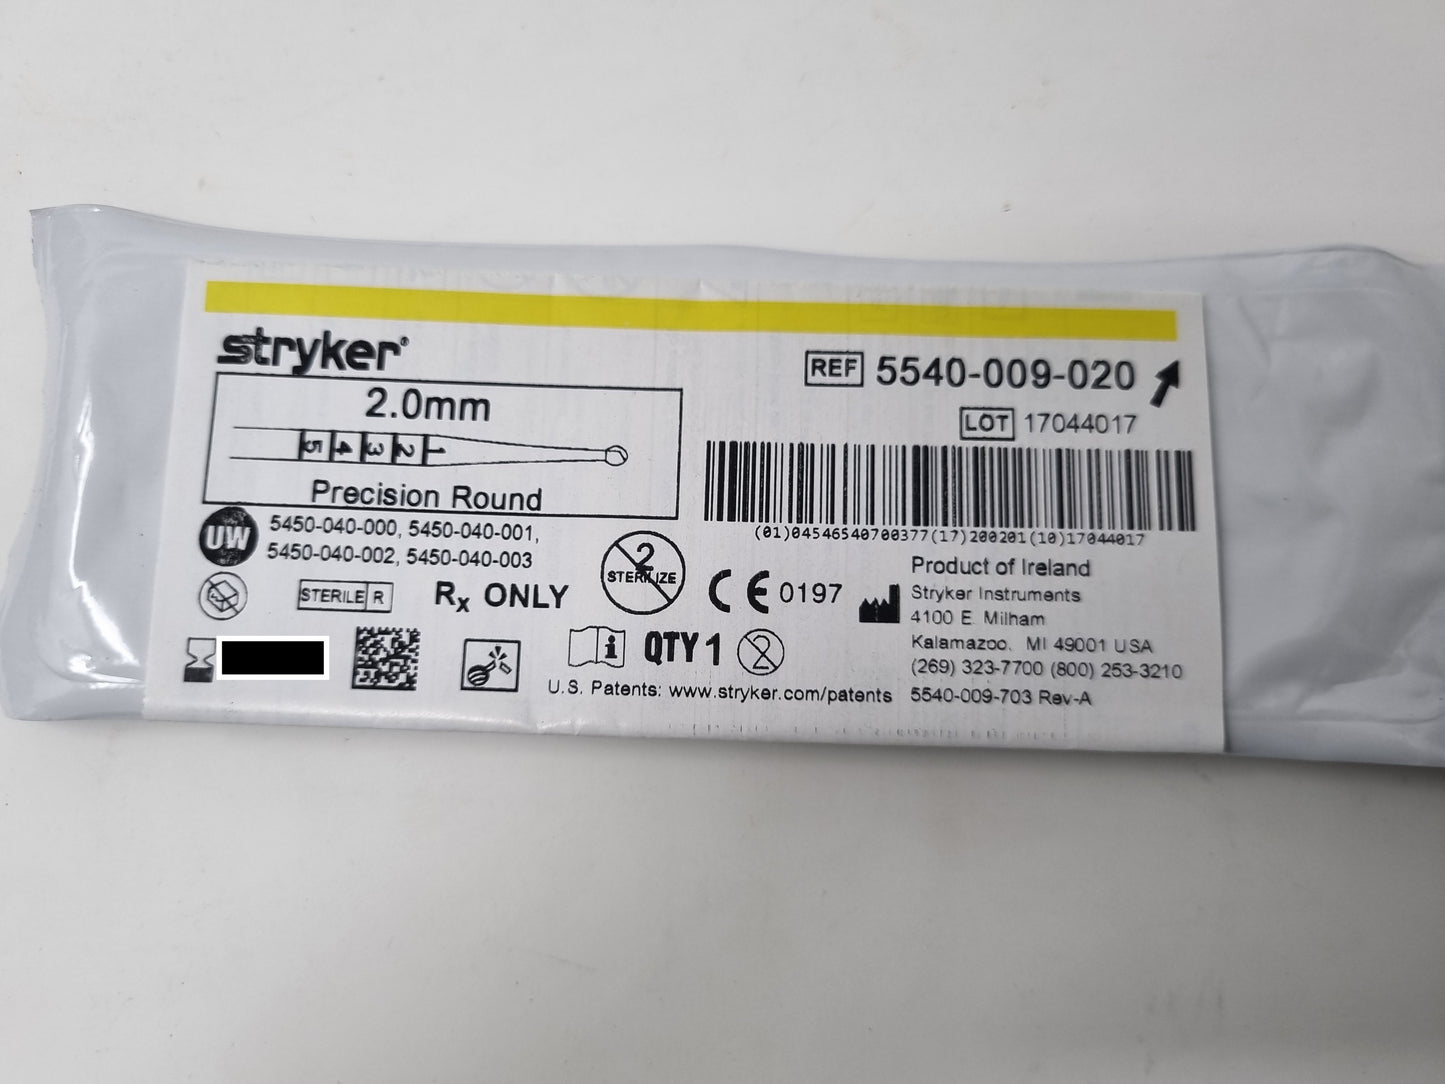 stryker®
2.0mm
5 4 3 2 1
Precision Round
REF 5540-009-020
LOT 17044017
(01)04546540700377(17)200201(10)17044017
UW 5450-040-000, 5450-040-001,
5450-040-002, 5450-040-003
2
STERILIZE
STERILE R
Rx ONLY
CE 0197
Product of Ireland
Stryker Instruments
4100 E. Milham
Kalamazoo, MI 49001 USA
(269) 323-7700 (800) 253-3210
i QTY 1 2
U.S. Patents: www.stryker.com/patents
5540-009-703 Rev-A